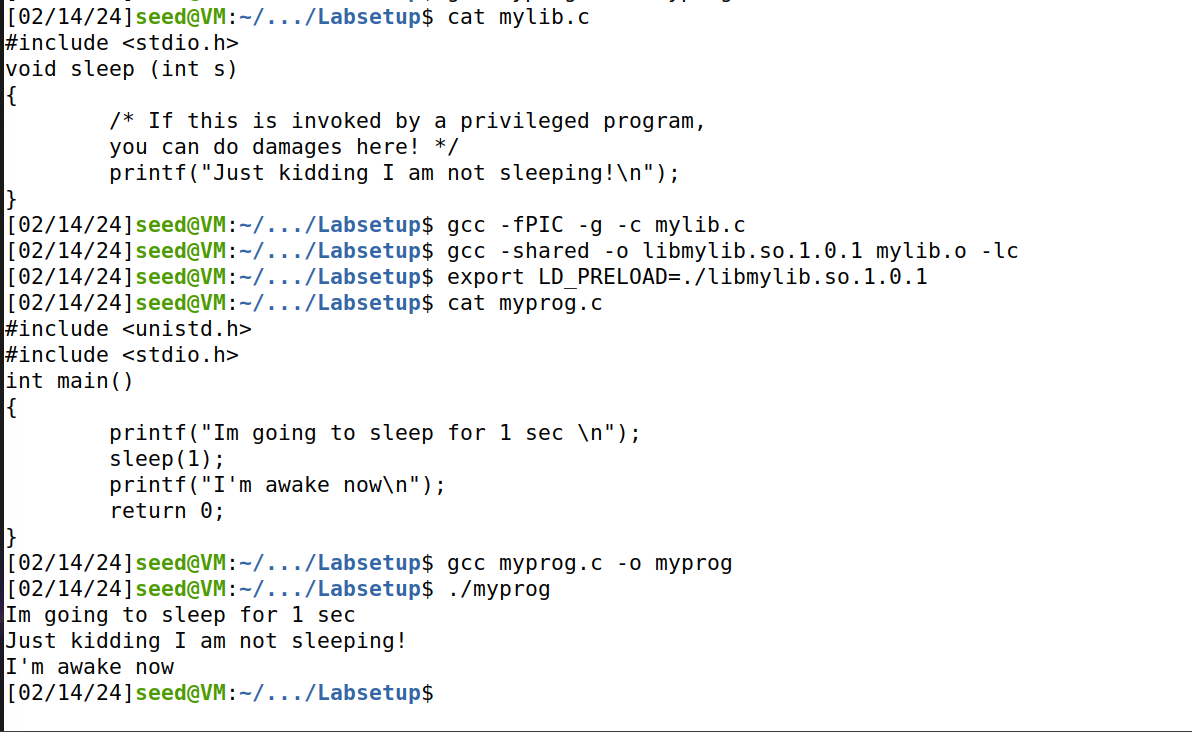 [02/14/24]seed@VM:~/.../Labsetup$ cat mylib.c
#include <stdio.h>
void sleep (int s)
{
        /* If this is invoked by a privileged program,
        you can do damages here! */
        printf("Just kidding I am not sleeping!\n");
}
[02/14/24]seed@VM:~/.../Labsetup$ gcc -fPIC -g -c mylib.c
[02/14/24]seed@VM:~/.../Labsetup$ gcc -shared -o libmylib.so.1.0.1 mylib.o -lc
[02/14/24]seed@VM:~/.../Labsetup$ export LD_PRELOAD=./libmylib.so.1.0.1
[02/14/24]seed@VM:~/.../Labsetup$ cat myprog.c
#include <unistd.h>
#include <stdio.h>
int main()
{
        printf("Im going to sleep for 1 sec \n");
        sleep(1);
        printf("I'm awake now\n");
        return 0;
}
[02/14/24]seed@VM:~/.../Labsetup$ gcc myprog.c -o myprog
[02/14/24]seed@VM:~/.../Labsetup$ ./myprog
Im going to sleep for 1 sec
Just kidding I am not sleeping!
I'm awake now
[02/14/24]seed@VM:~/.../Labsetup$